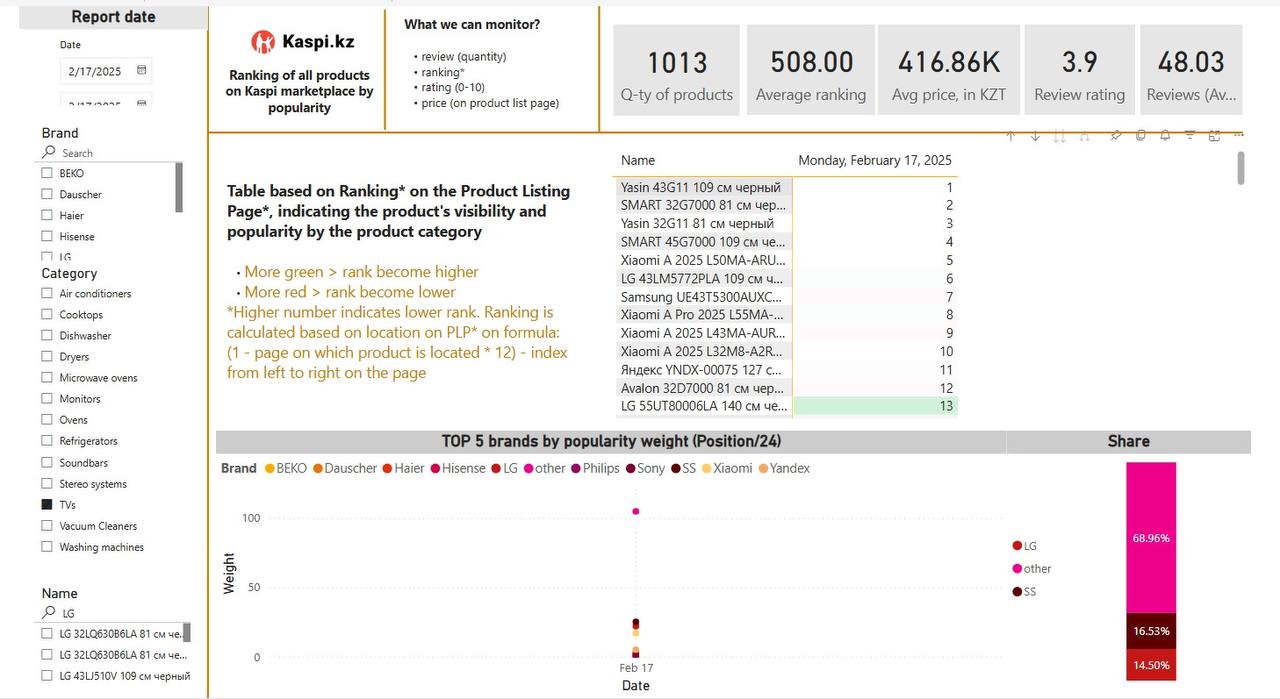 Report date
Date
2/17/2025
2/17/2025
Brand
Search
BEKO
Dauscher
Haier
Hisense
LG
Category
Air conditioners
Cooktops
Dishwasher
Dryers
Microwave ovens
Monitors
Ovens
Refrigerators
Soundbars
Stereo systems
TVs
Vacuum Cleaners
Washing machines
Name
LG
LG 32LQ630B6LA 81 см че...
LG 32LQ630B6LA 81 см че...
LG 43LJ510V 109 см черный
Kaspi.kz
Ranking of all products
on Kaspi marketplace by
popularity
What we can monitor?
• review (quantity)
• ranking*
• rating (0-10)
• price (on product list page)
1013
Q-ty of products
508.00
Average ranking
416.86K
Avg price, in KZT
3.9
Review rating
48.03
Reviews (Av...
Table based on Ranking* on the Product Listing
Page*, indicating the product's visibility and
popularity by the product category
• More green > rank become higher
• More red > rank become lower
*Higher number indicates lower rank. Ranking is
calculated based on location on PLP* on formula:
(1 - page on which product is located * 12) - index
from left to right on the page
Name Monday, February 17, 2025
Yasin 43G11 109 см черный 1
SMART 32G7000 81 см чер... 2
Yasin 32G11 81 см черный 3
SMART 45G7000 109 см че... 4
Xiaomi A 2025 L50MA-ARU... 5
LG 43LM5772PLA 109 см ч... 6
Samsung UE43T5300AUXC... 7
Xiaomi A Pro 2025 L55MA-... 8
Xiaomi A 2025 L43MA-AUR... 9
Xiaomi A 2025 L32M8-A2R... 10
Яндекс YNDX-00075 127 с... 11
Avalon 32D7000 81 см чер... 12
LG 55UT80006LA 140 см че... 13
TOP 5 brands by popularity weight (Position/24)
Share
Brand BEKO Dauscher Haier Hisense LG other Philips Sony SS Xiaomi Yandex
100
50
0
Weight
Feb 17
Date
LG
other
SS
68.96%
16.53%
14.50%